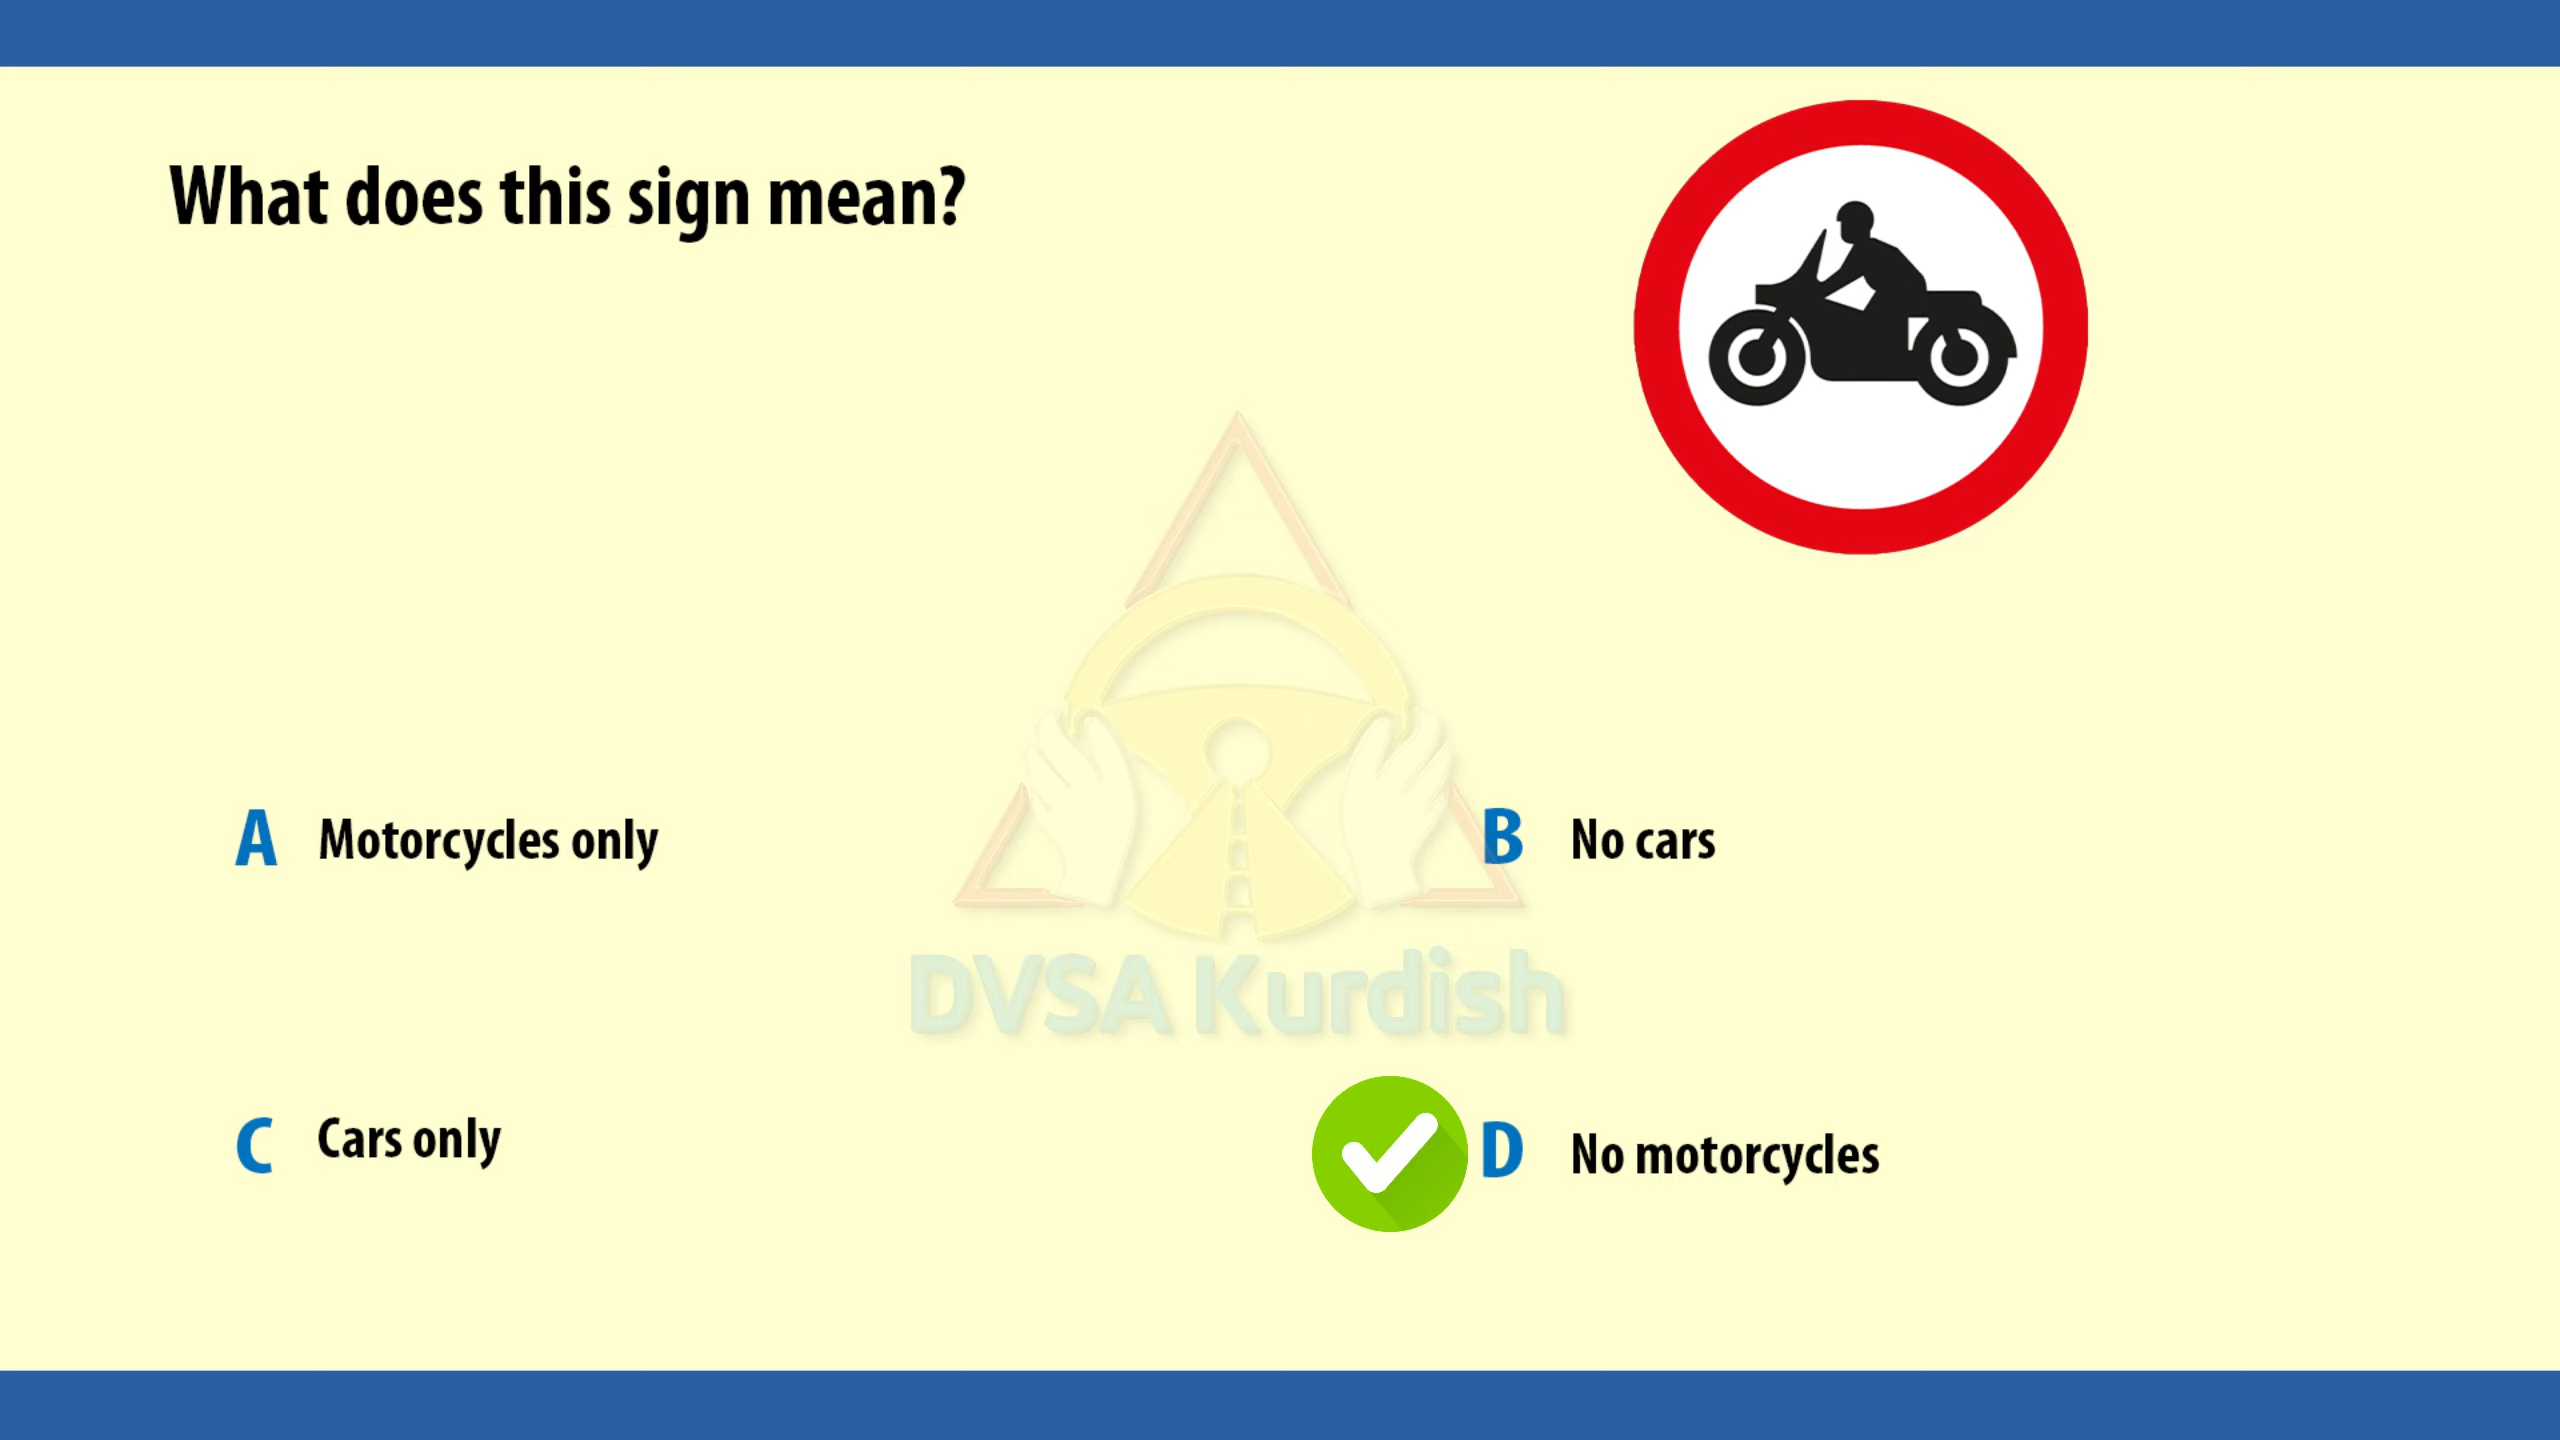 What does this sign mean?
A Motorcycles only
B No cars
DVSA Kurdish
C Cars only
D No motorcycles